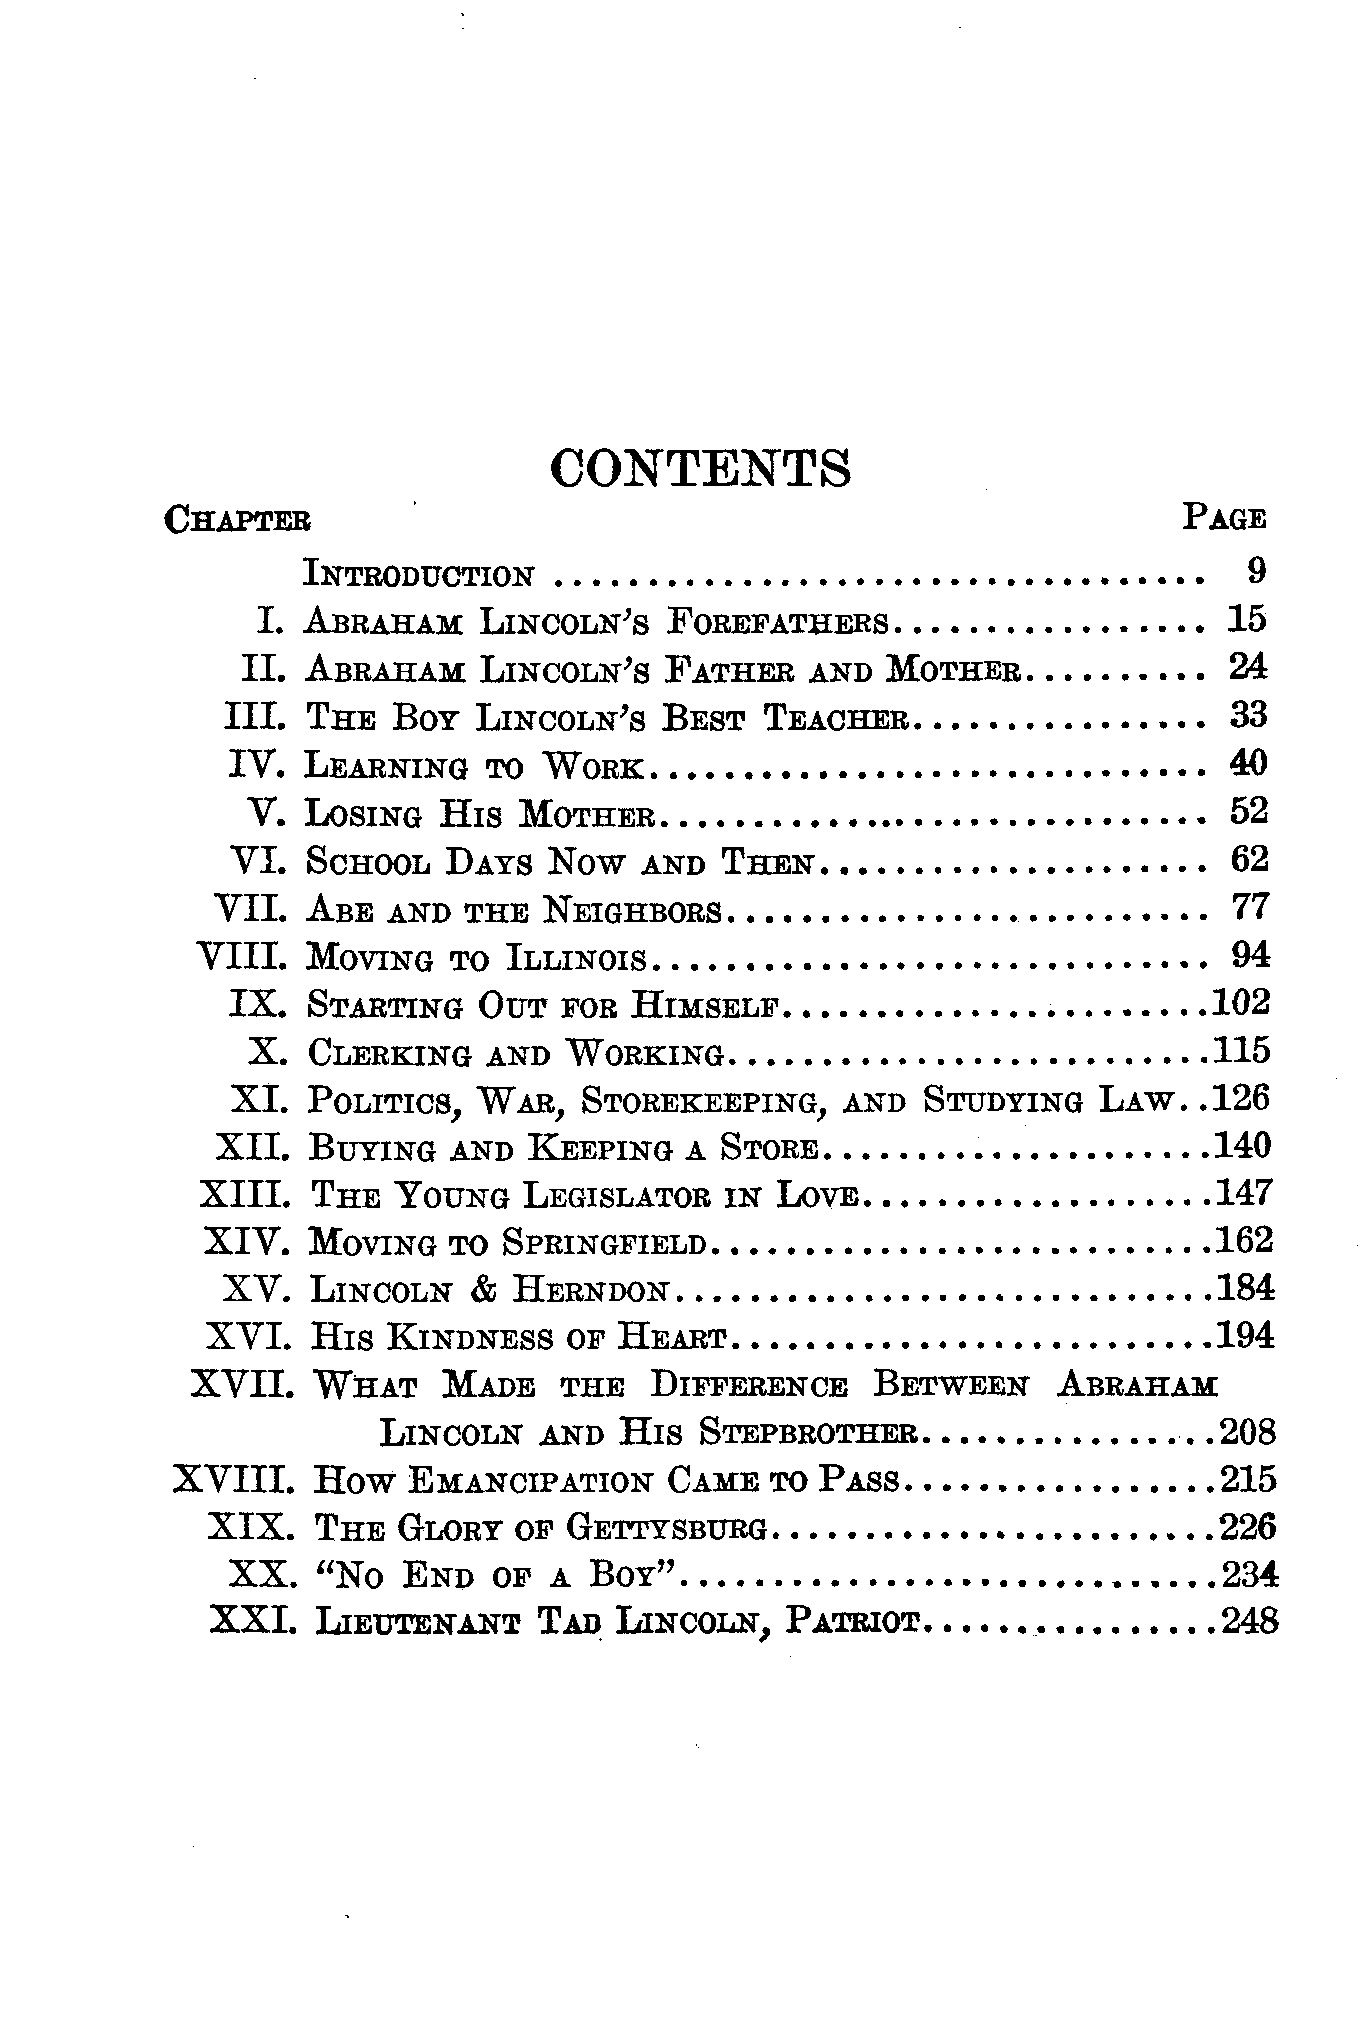 CONTENTS
CHAPTER PAGE
INTRODUCTION ................................... 9
I. ABRAHAM LINCOLN'S FOREFATHERS................. 15
II. ABRAHAM LINCOLN'S FATHER AND MOTHER.......... 24
III. THE BOY LINCOLN'S BEST TEACHER................ 33
IV. LEARNING TO WORK.............................. 40
V. LOSING HIS MOTHER.............................. 52
VI. SCHOOL DAYS NOW AND THEN..................... 62
VII. ABE AND THE NEIGHBORS.......................... 77
VIII. MOVING TO ILLINOIS.............................. 94
IX. STARTING OUT FOR HIMSELF.......................102
X. CLERKING AND WORKING..........................115
XI. POLITICS, WAR, STOREKEEPING, AND STUDYING LAW..126
XII. BUYING AND KEEPING A STORE.....................140
XIII. THE YOUNG LEGISLATOR IN LOVE...................147
XIV. MOVING TO SPRINGFIELD...........................162
XV. LINCOLN & HERNDON.............................184
XVI. HIS KINDNESS OF HEART..........................194
XVII. WHAT MADE THE DIFFERENCE BETWEEN ABRAHAM
LINCOLN AND HIS STEPBROTHER................208
XVIII. HOW EMANCIPATION CAME TO PASS.................215
XIX. THE GLORY OF GETTYSBURG........................226
XX. "NO END OF A BOY".............................234
XXI. LIEUTENANT TAD LINCOLN, PATRIOT................248